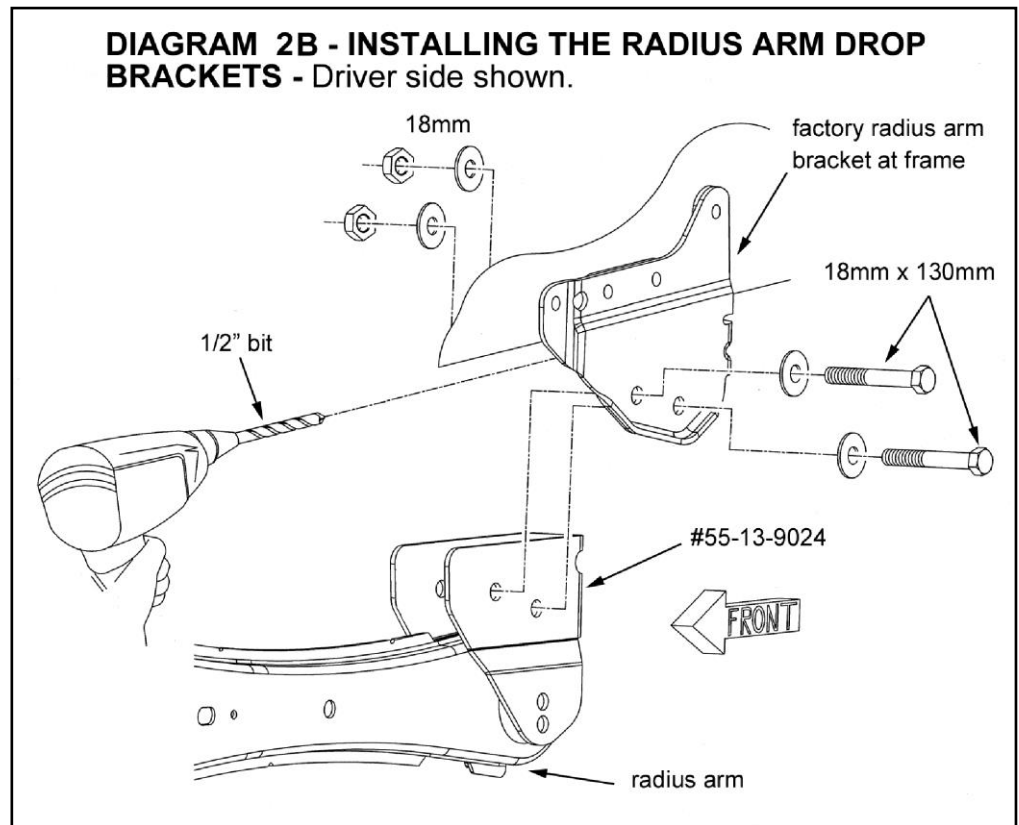 DIAGRAM 2B - INSTALLING THE RADIUS ARM DROP
BRACKETS - Driver side shown.
18mm
factory radius arm
bracket at frame
18mm x 130mm
1/2” bit
#55-13-9024
FRONT
radius arm